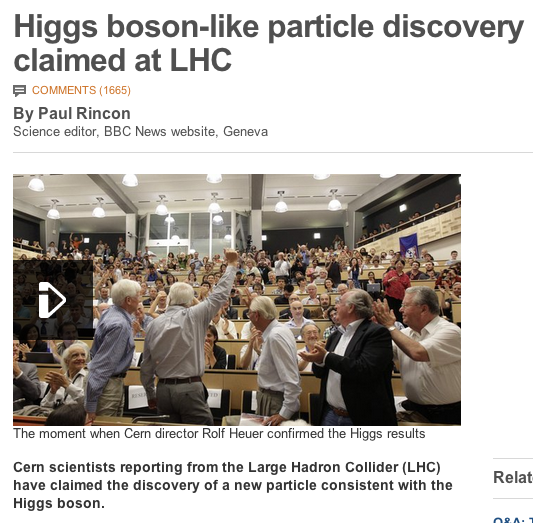 Higgs boson-like particle discovery
claimed at LHC
COMMENTS (1665)
By Paul Rincon
Science editor, BBC News website, Geneva
The moment when Cern director Rolf Heuer confirmed the Higgs results
Cern scientists reporting from the Large Hadron Collider (LHC)
have claimed the discovery of a new particle consistent with the
Higgs boson.
Relat
Q&A: T